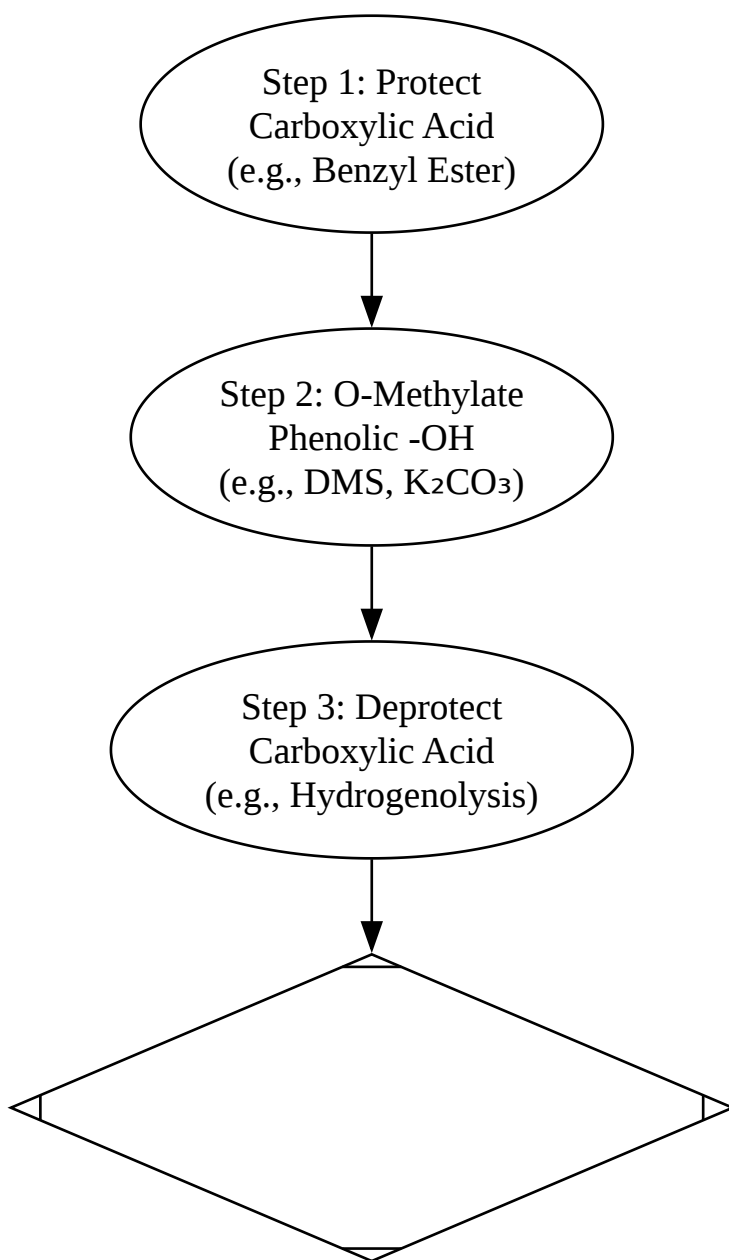 Step 1: Protect
Carboxylic Acid
(e.g., Benzyl Ester)
Step 2: O-Methylate
Phenolic -OH
(e.g., DMS, K₂CO₃)
Step 3: Deprotect
Carboxylic Acid
(e.g., Hydrogenolysis)